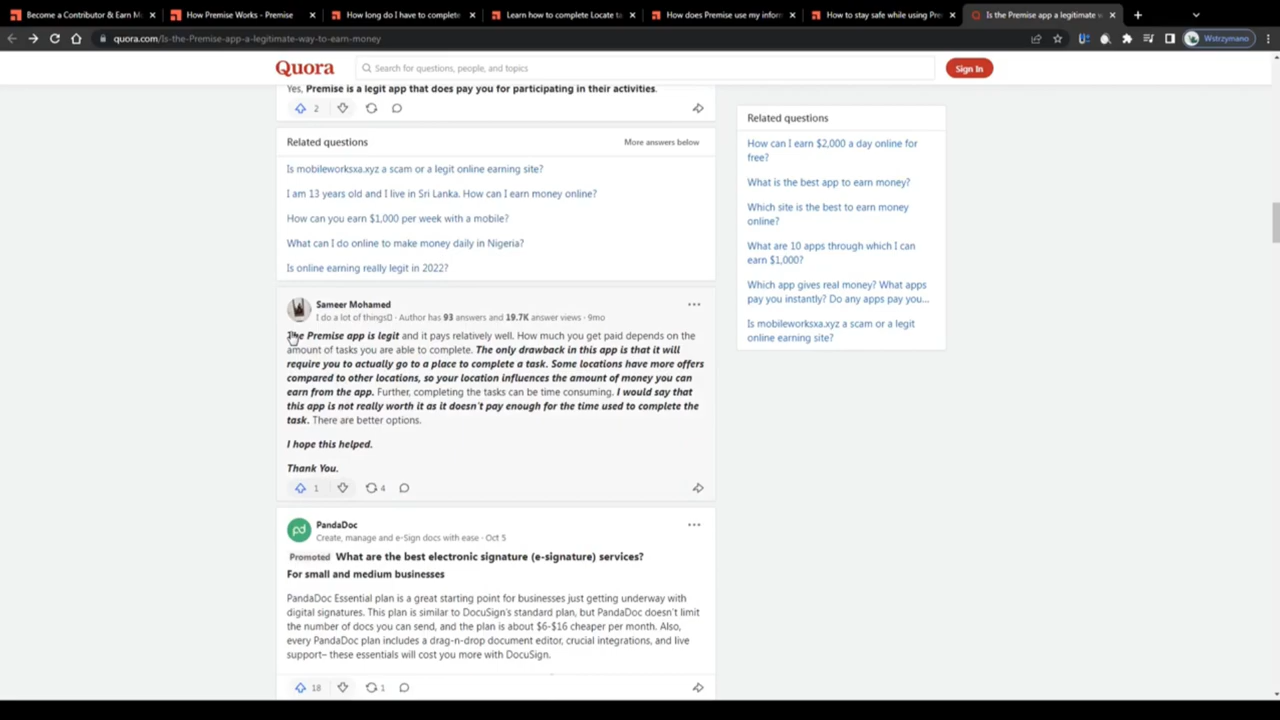 Become a Contributor & Earn M
How Premise Works - Premise
How long do I have to complete
Learn how to complete Locate ta
How does Premise use my infor
How to stay safe while using Pre
Is the Premise app a legitimate w
quora.com/Is-the-Premise-app-a-legitimate-way-to-earn-money
Wstrzymano
Quora
Search for questions, people, and topics
Sign In
Yes, Premise is a legit app that does pay you for participating in their activities.
2
Related questions
More answers below
Is mobileworksxa.xyz a scam or a legit online earning site?
I am 13 years old and I live in Sri Lanka. How can I earn money online?
How can you earn $1,000 per week with a mobile?
What can I do online to make money daily in Nigeria?
Is online earning really legit in 2022?
Sameer Mohamed
I do a lot of things · Author has 93 answers and 19.7K answer views · 9mo
The Premise app is legit and it pays relatively well. How much you get paid depends on the
amount of tasks you are able to complete. The only drawback in this app is that it will
require you to actually go to a place to complete a task. Some locations have more offers
compared to other locations, so your location influences the amount of money you can
earn from the app. Further, completing the tasks can be time consuming. I would say that
this app is not really worth it as it doesn't pay enough for the time used to complete the
task. There are better options.
I hope this helped.
Thank You.
1
4
PandaDoc
Create, manage and e-Sign docs with ease · Oct 5
Promoted What are the best electronic signature (e-signature) services?
For small and medium businesses
PandaDoc Essential plan is a great starting point for businesses just getting underway with
digital signatures. This plan is similar to DocuSign's standard plan, but PandaDoc doesn't limit
the number of docs you can send, and the plan is about $6-$16 cheaper per month. Also,
every PandaDoc plan includes a drag-n-drop document editor, crucial integrations, and live
support– these essentials will cost you more with DocuSign.
18
1
Related questions
How can I earn $2,000 a day online for
free?
What is the best app to earn money?
Which site is the best to earn money
online?
What are 10 apps through which I can
earn $1,000?
Which app gives real money? What apps
pay you instantly? Do any apps pay you...
Is mobileworksxa.xyz a scam or a legit
online earning site?